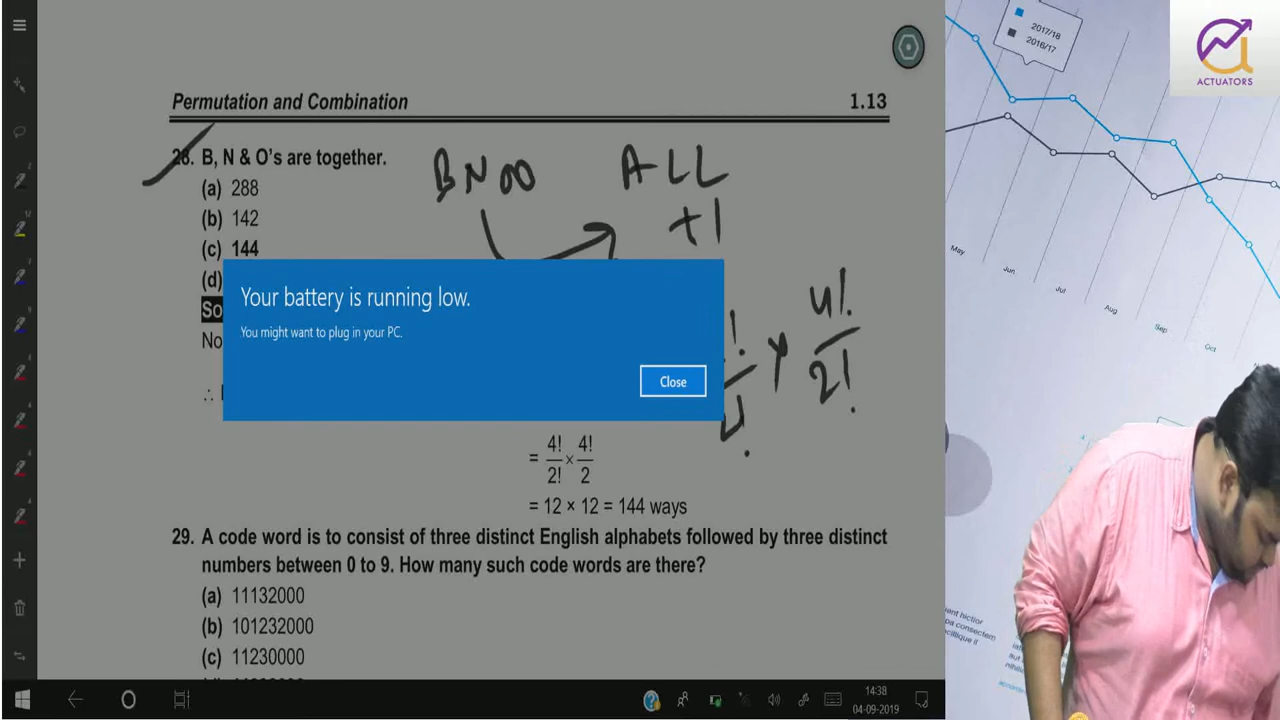 2017/18
2016/17
ACTUATORS
Permutation and Combination 1.13
28. B, N & O's are together.
BNOO ALL
+1
(a) 288
(b) 142
(c) 144
(d)
So
No
∴
Your battery is running low.
You might want to plug in your PC.
Close
! × 4!
2! 2!
= 4!/2! × 4!/2
= 12 × 12 = 144 ways
29. A code word is to consist of three distinct English alphabets followed by three distinct
numbers between 0 to 9. How many such code words are there?
(a) 11132000
(b) 101232000
(c) 11230000
14:38
04-09-2019
May
Jun
Jul
Aug
Sep
Oct